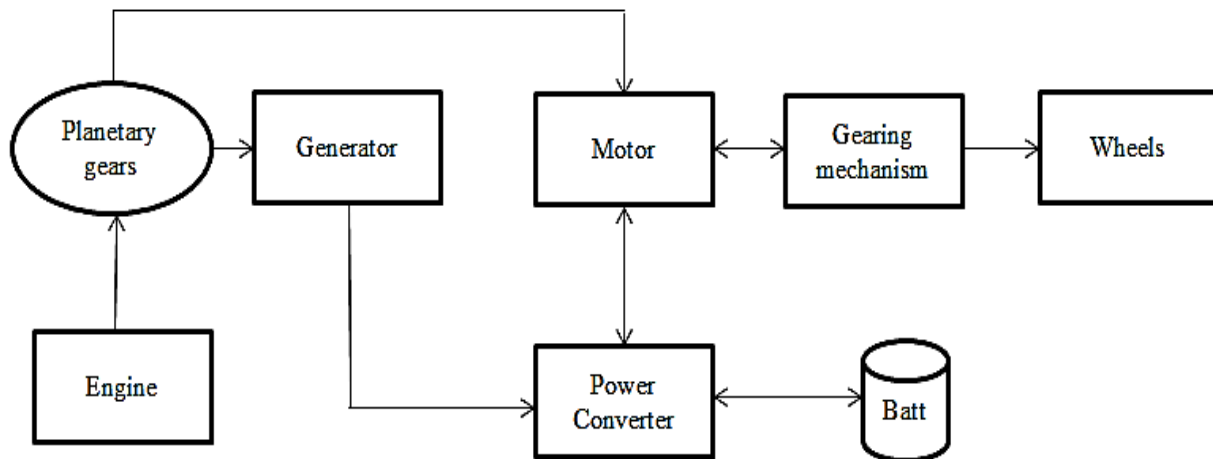 Planetary
gears
Generator
Motor
Gearing
mechanism
Wheels
Engine
Power
Converter
Batt